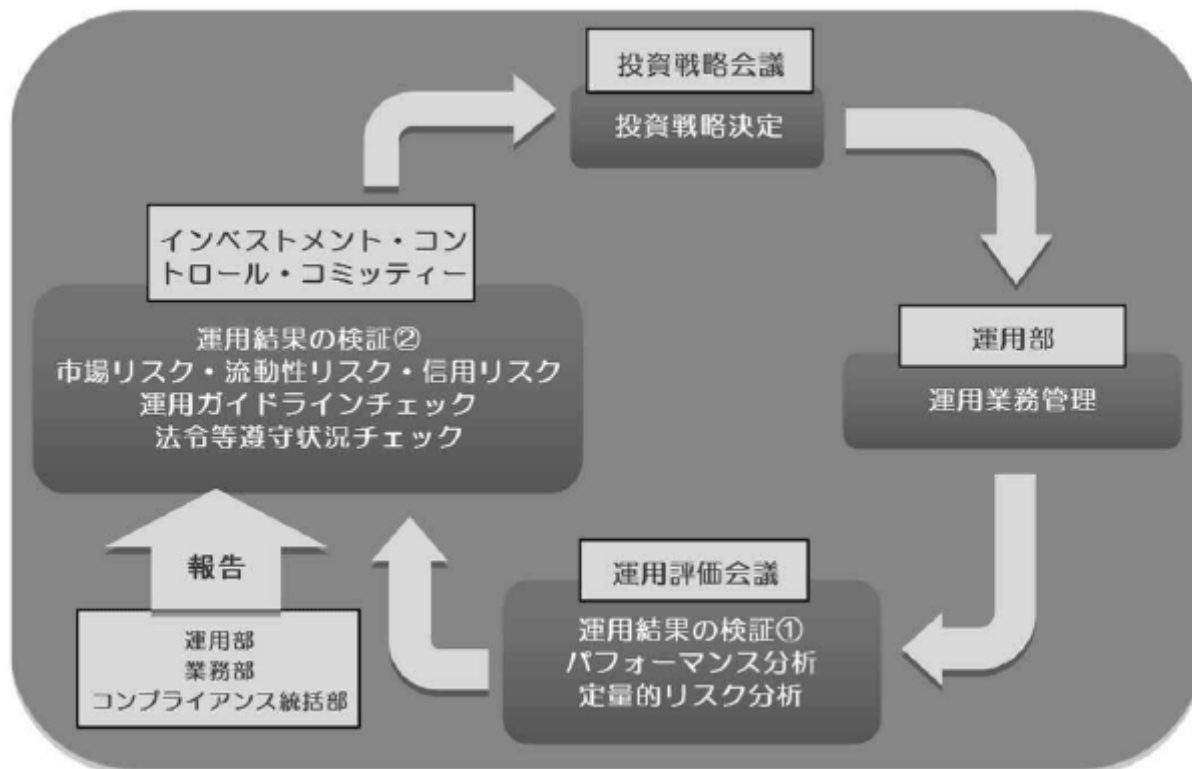 投資戦略会議
投資戦略決定
インベストメント・コン
トロール・コミッティー
運用結果の検証②
市場リスク・流動性リスク・信用リスク
運用ガイドラインチェック
法令等遵守状況チェック
運用部
運用業務管理
報告
運用部
業務部
コンプライアンス統括部
運用評価会議
運用結果の検証①
パフォーマンス分析
定量的リスク分析